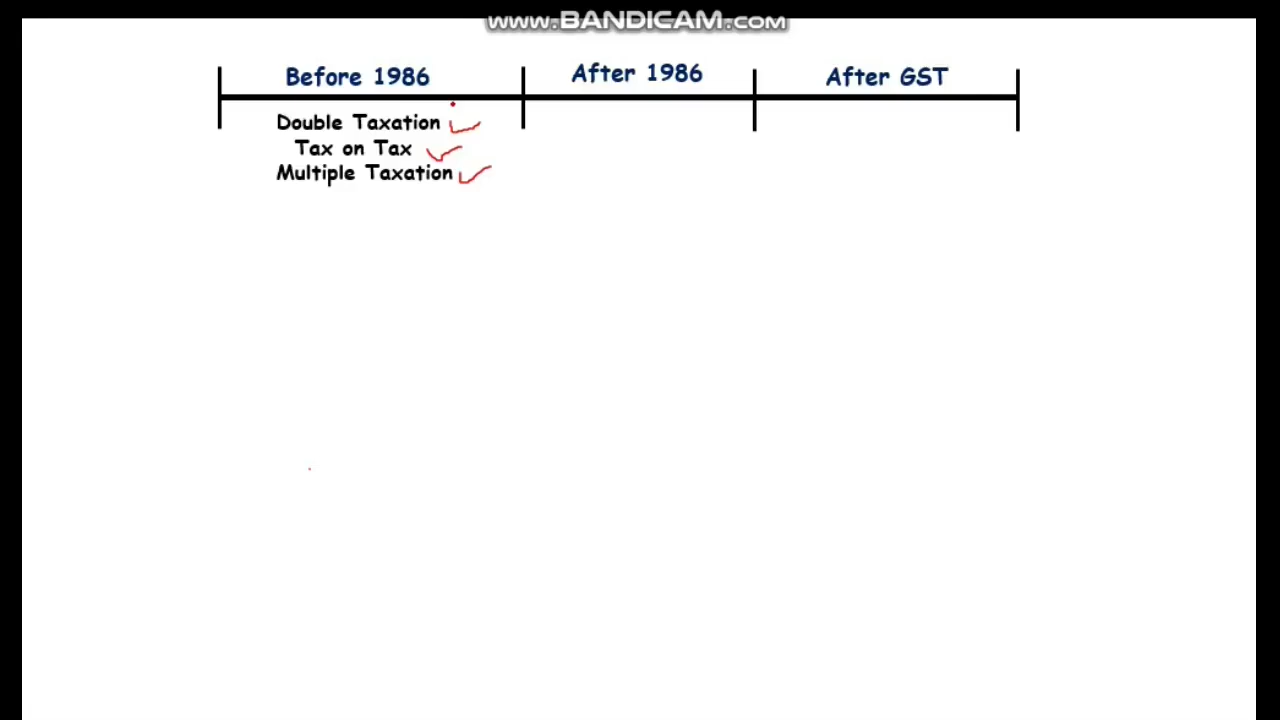 www.BANDICAM.com
Before 1986 After 1986 After GST
Double Taxation
Tax on Tax
Multiple Taxation